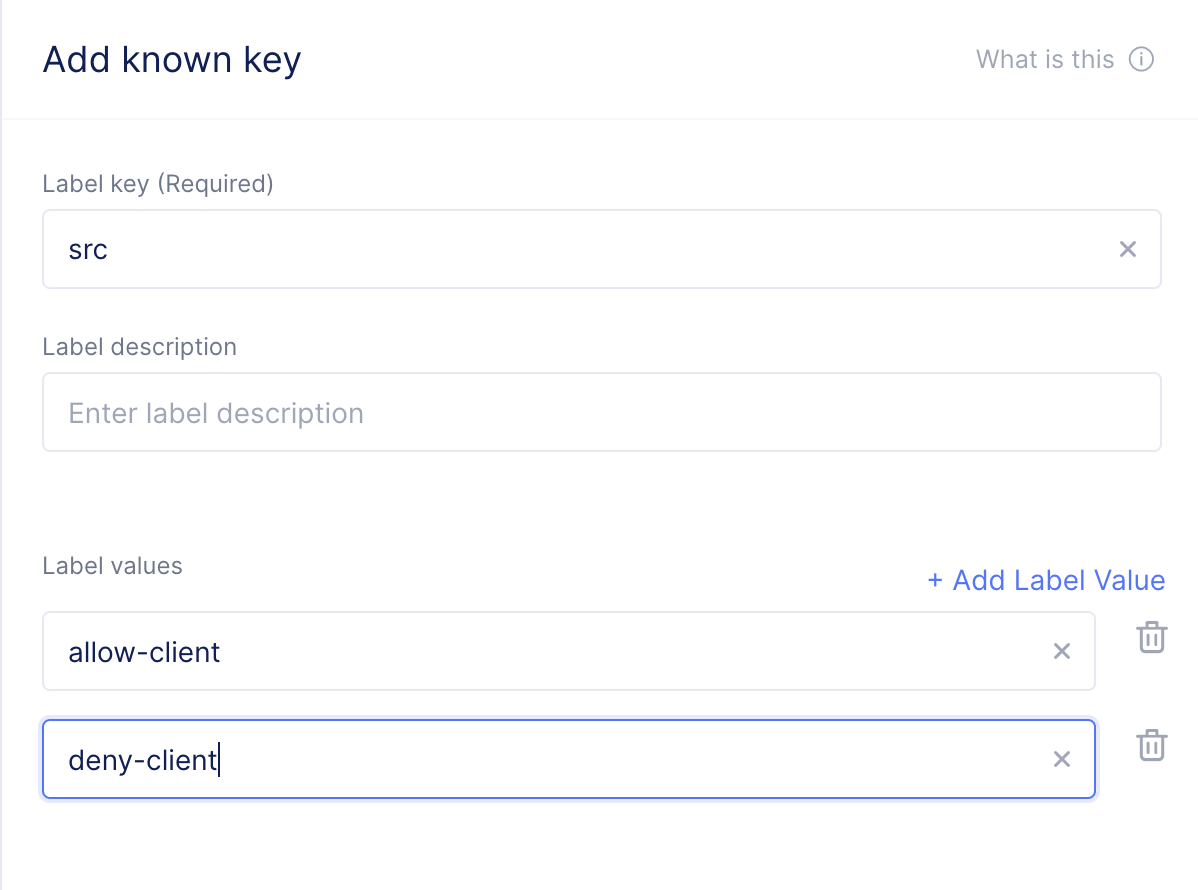 Add known key
What is this
Label key (Required)
src
Label description
Enter label description
Label values
+ Add Label Value
allow-client
deny-client